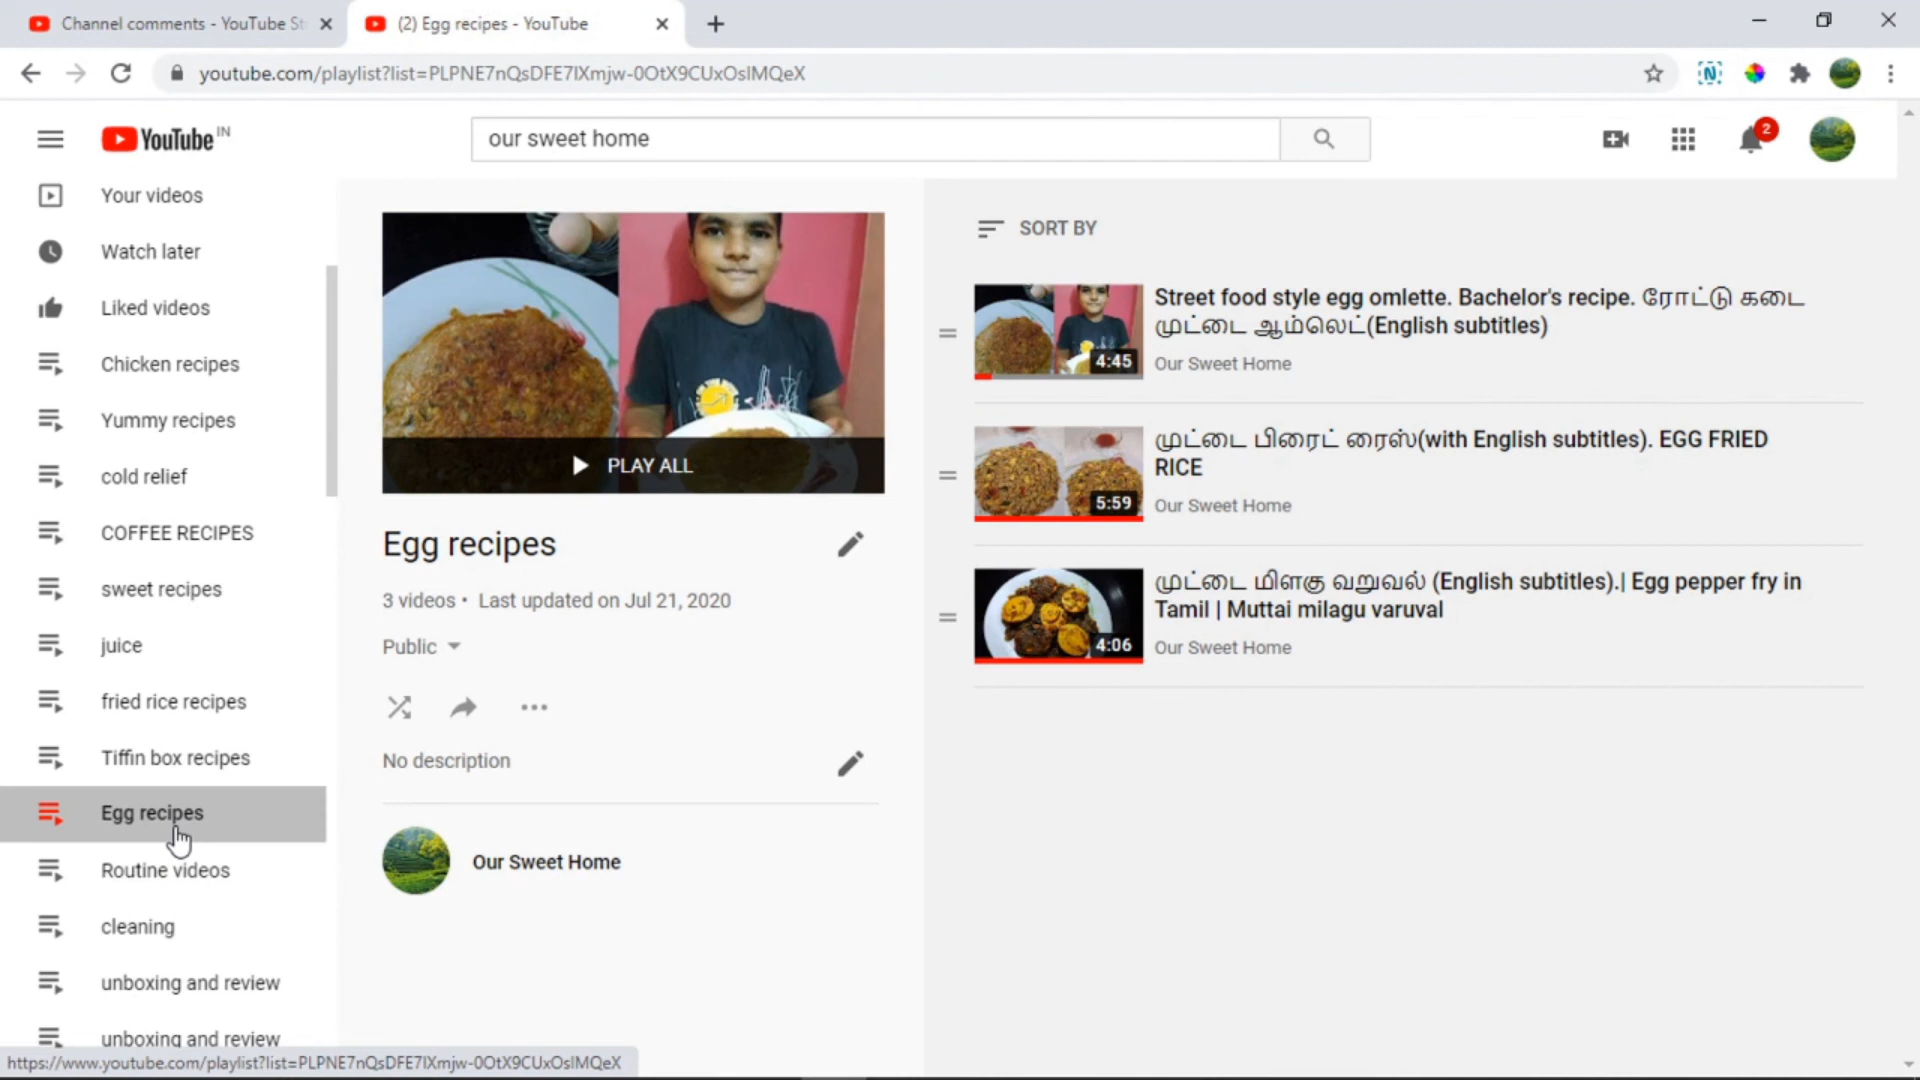 Channel comments - YouTube St
(2) Egg recipes - YouTube
youtube.com/playlist?list=PLPNE7nQsDFE7lXmjw-0OtX9CUxOsIMQeX
YouTube IN
our sweet home
2
Your videos
Watch later
Liked videos
Chicken recipes
Yummy recipes
cold relief
COFFEE RECIPES
sweet recipes
juice
fried rice recipes
Tiffin box recipes
Egg recipes
Routine videos
cleaning
unboxing and review
unboxing and review
PLAY ALL
Egg recipes
3 videos • Last updated on Jul 21, 2020
Public
No description
Our Sweet Home
SORT BY
Street food style egg omlette. Bachelor's recipe. ரோட்டு கடை
முட்டை ஆம்லெட்(English subtitles)
Our Sweet Home
4:45
முட்டை பிரைட் ரைஸ்(with English subtitles). EGG FRIED
RICE
Our Sweet Home
5:59
முட்டை மிளகு வறுவல் (English subtitles).| Egg pepper fry in
Tamil | Muttai milagu varuval
Our Sweet Home
4:06
https://www.youtube.com/playlist?list=PLPNE7nQsDFE7lXmjw-0OtX9CUxOsIMQeX